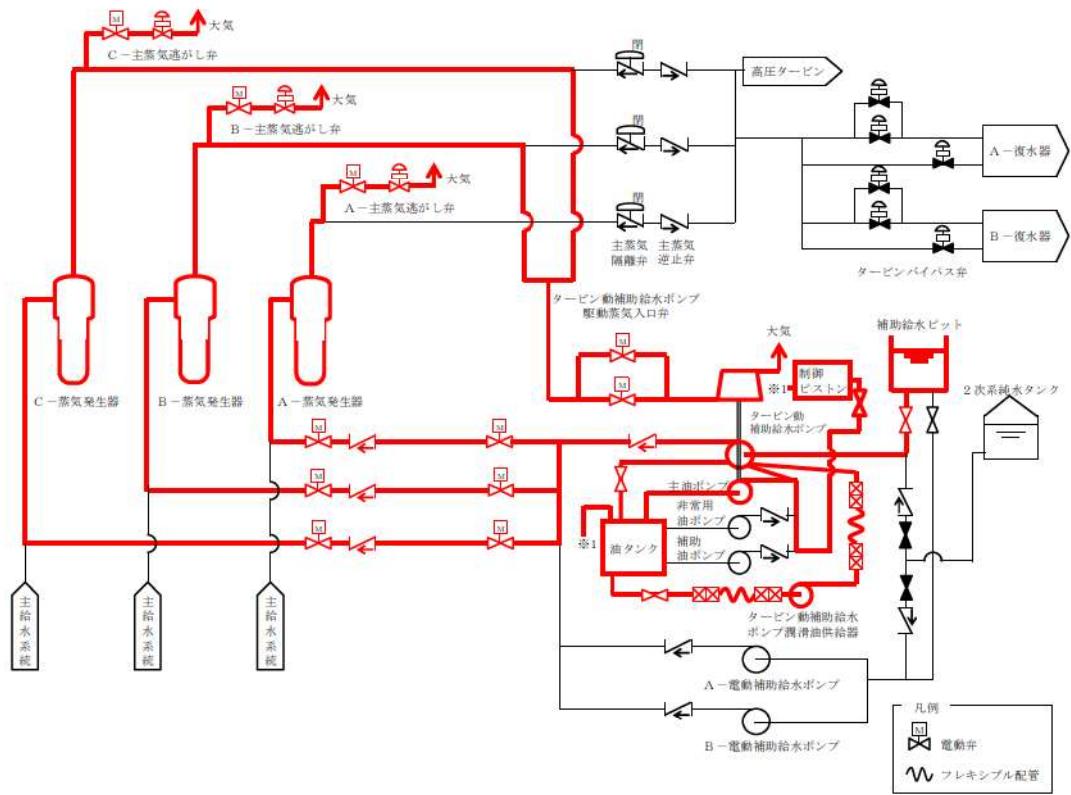 大気
C－主蒸気逃がし弁
M
大気
B－主蒸気逃がし弁
M
大気
A－主蒸気逃がし弁
M
閉
閉
閉
主蒸気
隔離弁
主蒸気
逆止弁
高圧タービン
A－復水器
B－復水器
タービンバイパス弁
C－蒸気発生器
B－蒸気発生器
A－蒸気発生器
タービン動補助給水ポンプ
駆動蒸気入口弁
M
M
大気
※1
制御
ピストン
補助給水ピット
2次系純水タンク
タービン動
補助給水ポンプ
M
M
M
M
M
M
主油ポンプ
非常用
油ポンプ
補助
油ポンプ
※1
油タンク
タービン動補助給水
ポンプ潤滑油供給器
主給水系統
主給水系統
主給水系統
A－電動補助給水ポンプ
B－電動補助給水ポンプ
凡例
M
電動弁
フレキシブル配管